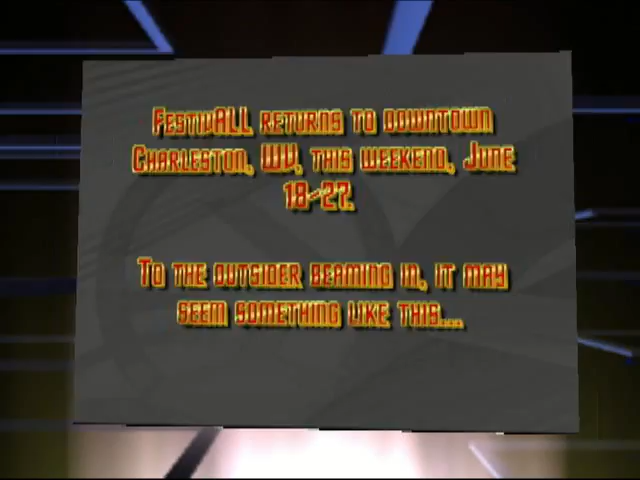 FestivALL returns to downtown
Charleston, WV, this weekend, June
18-27.
To the outsider beaming in, it may
seem something like this...